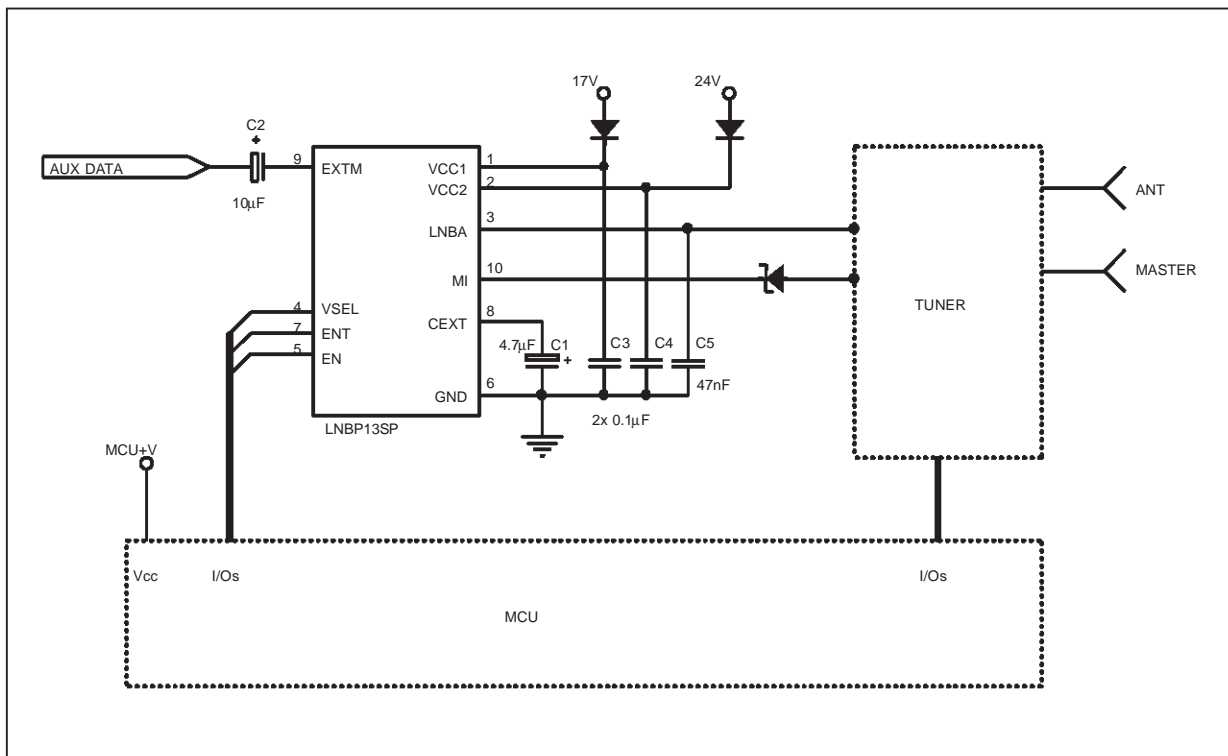 17V
24V
C2
+
9
EXTM
VCC1
1
AUX DATA
VCC2
2
ANT
10μF
LNBA
3
MI
10
MASTER
TUNER
4
VSEL
CEXT
8
7
ENT
4.7μF
C1
+
C3
C4
C5
5
EN
47nF
GND
6
2x 0.1μF
LNBP13SP
MCU+V
Vcc
I/Os
I/Os
MCU